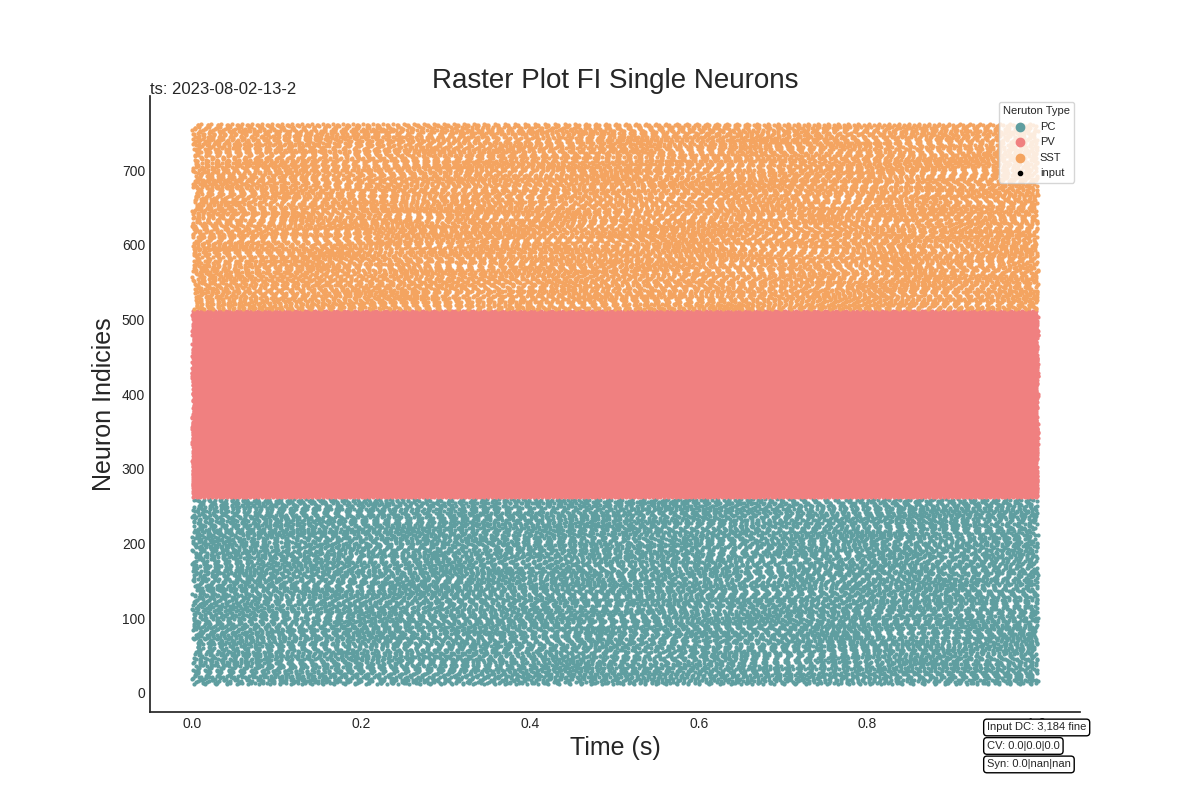 Raster Plot FI Single Neurons
ts: 2023-08-02-13-2
Neruton Type
PC
PV
SST
input
Neuron Indicies
700
600
500
400
300
200
100
0
0.0 0.2 0.4 0.6 0.8
Time (s)
Input DC: 3,184 fine
CV: 0.0|0.0|0.0
Syn: 0.0|nan|nan